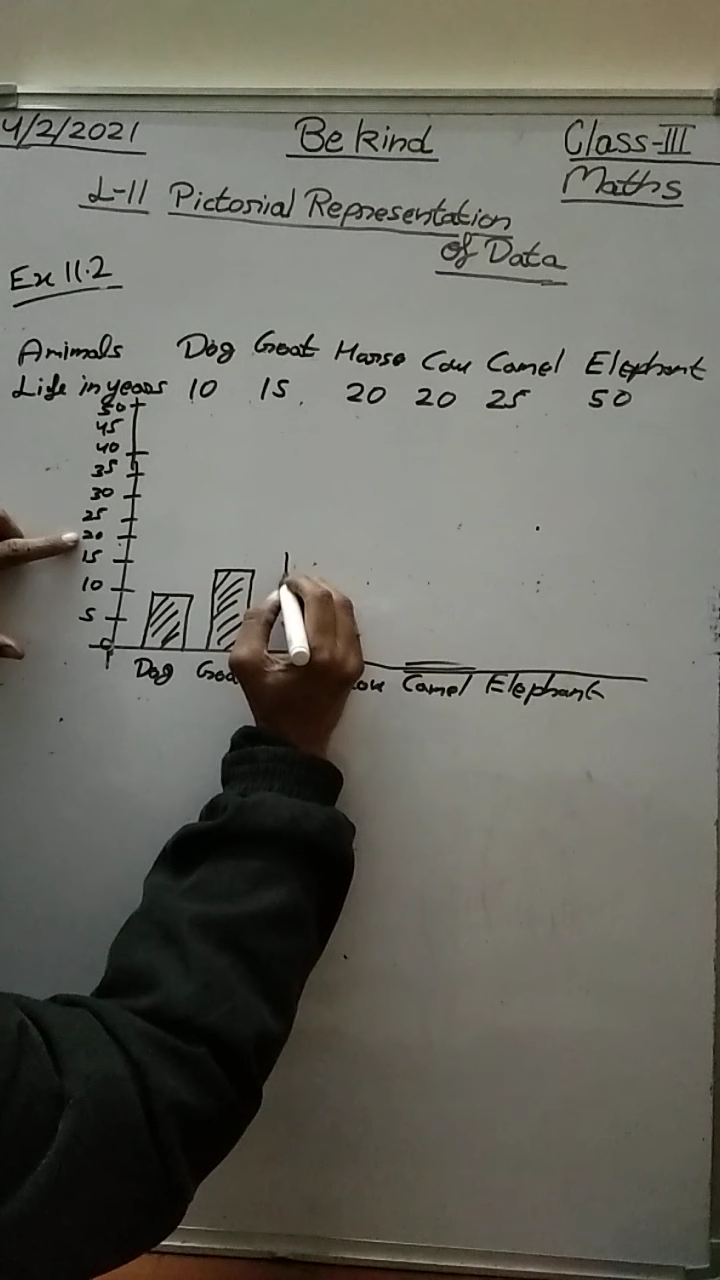 4/2/2021 Be kind Class-III
Maths
L-11 Pictorial Representation
of Data
Ex 11.2
Animals Dog Goat Horse Cow Camel Elephant
Life in years 10 15 20 20 25 50
50
45
40
35
30
25
20
15
10
5
0
Dog Camel Elephant